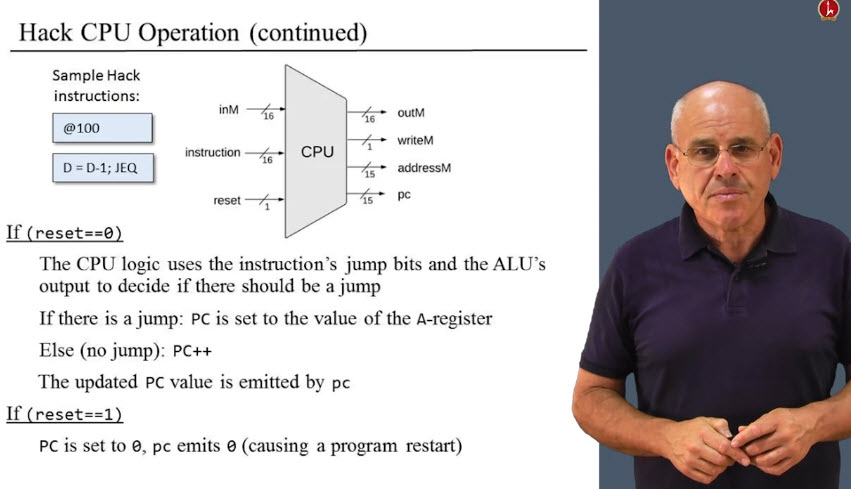 Hack CPU Operation (continued)
Sample Hack
instructions:
@100
D = D-1; JEQ
inM
16
instruction
16
reset
1
CPU
16
outM
1
writeM
15
addressM
15
pc
If (reset==0)
The CPU logic uses the instruction's jump bits and the ALU's
output to decide if there should be a jump
If there is a jump: PC is set to the value of the A-register
Else (no jump): PC++
The updated PC value is emitted by pc
If (reset==1)
PC is set to 0, pc emits 0 (causing a program restart)